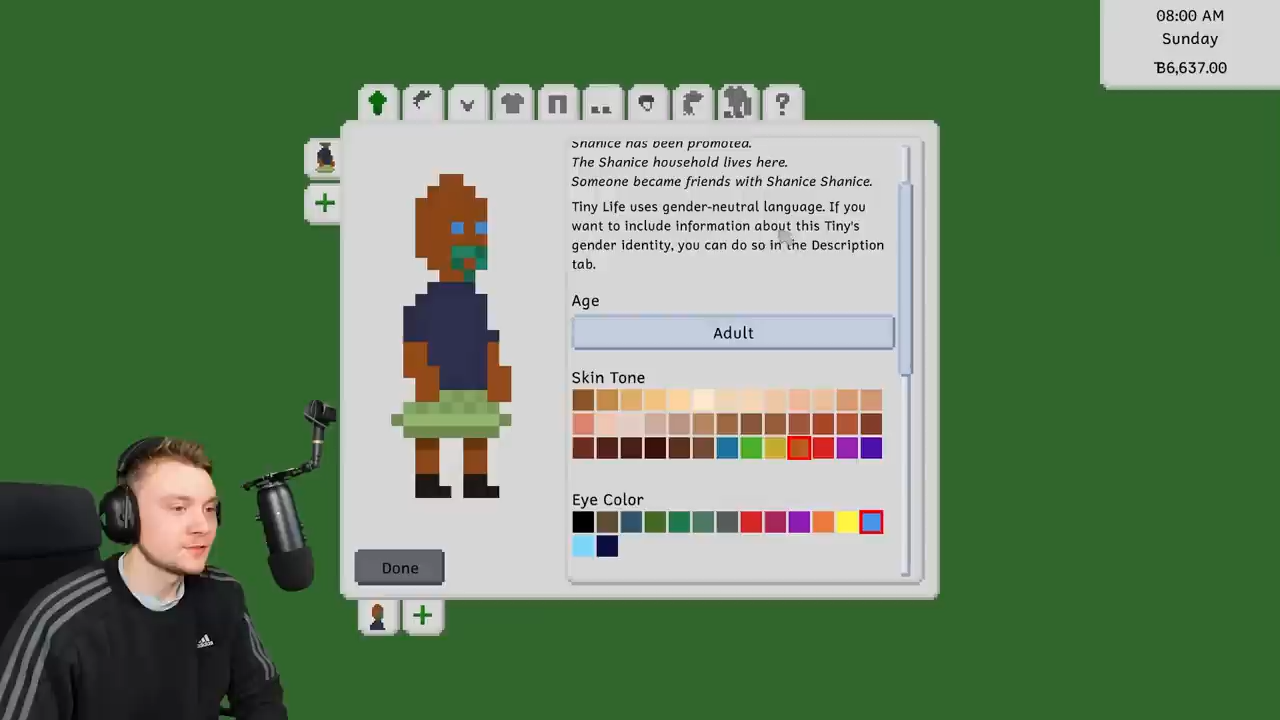 08:00 AM
Sunday
Ƀ6,637.00
?
Shanice has been promoted.
The Shanice household lives here.
Someone became friends with Shanice Shanice.
Tiny Life uses gender-neutral language. If you
want to include information about this Tiny's
gender identity, you can do so in the Description
tab.
Age
Adult
Skin Tone
Eye Color
Done